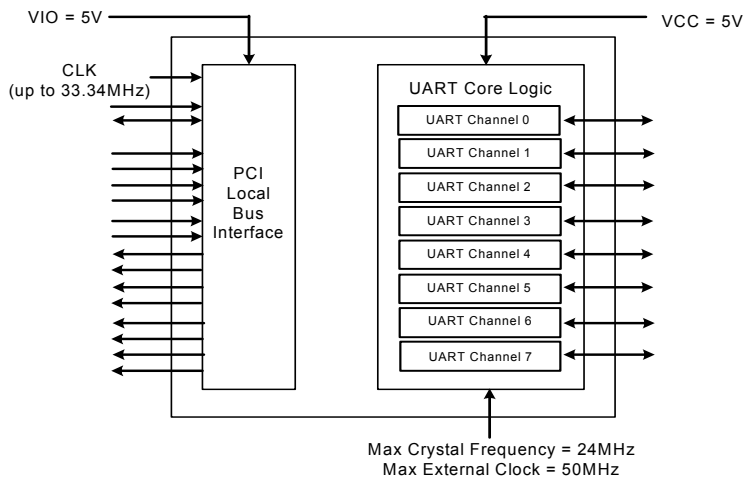 VIO = 5V
VCC = 5V
CLK
(up to 33.34MHz)
PCI
Local
Bus
Interface
UART Core Logic
UART Channel 0
UART Channel 1
UART Channel 2
UART Channel 3
UART Channel 4
UART Channel 5
UART Channel 6
UART Channel 7
Max Crystal Frequency = 24MHz
Max External Clock = 50MHz